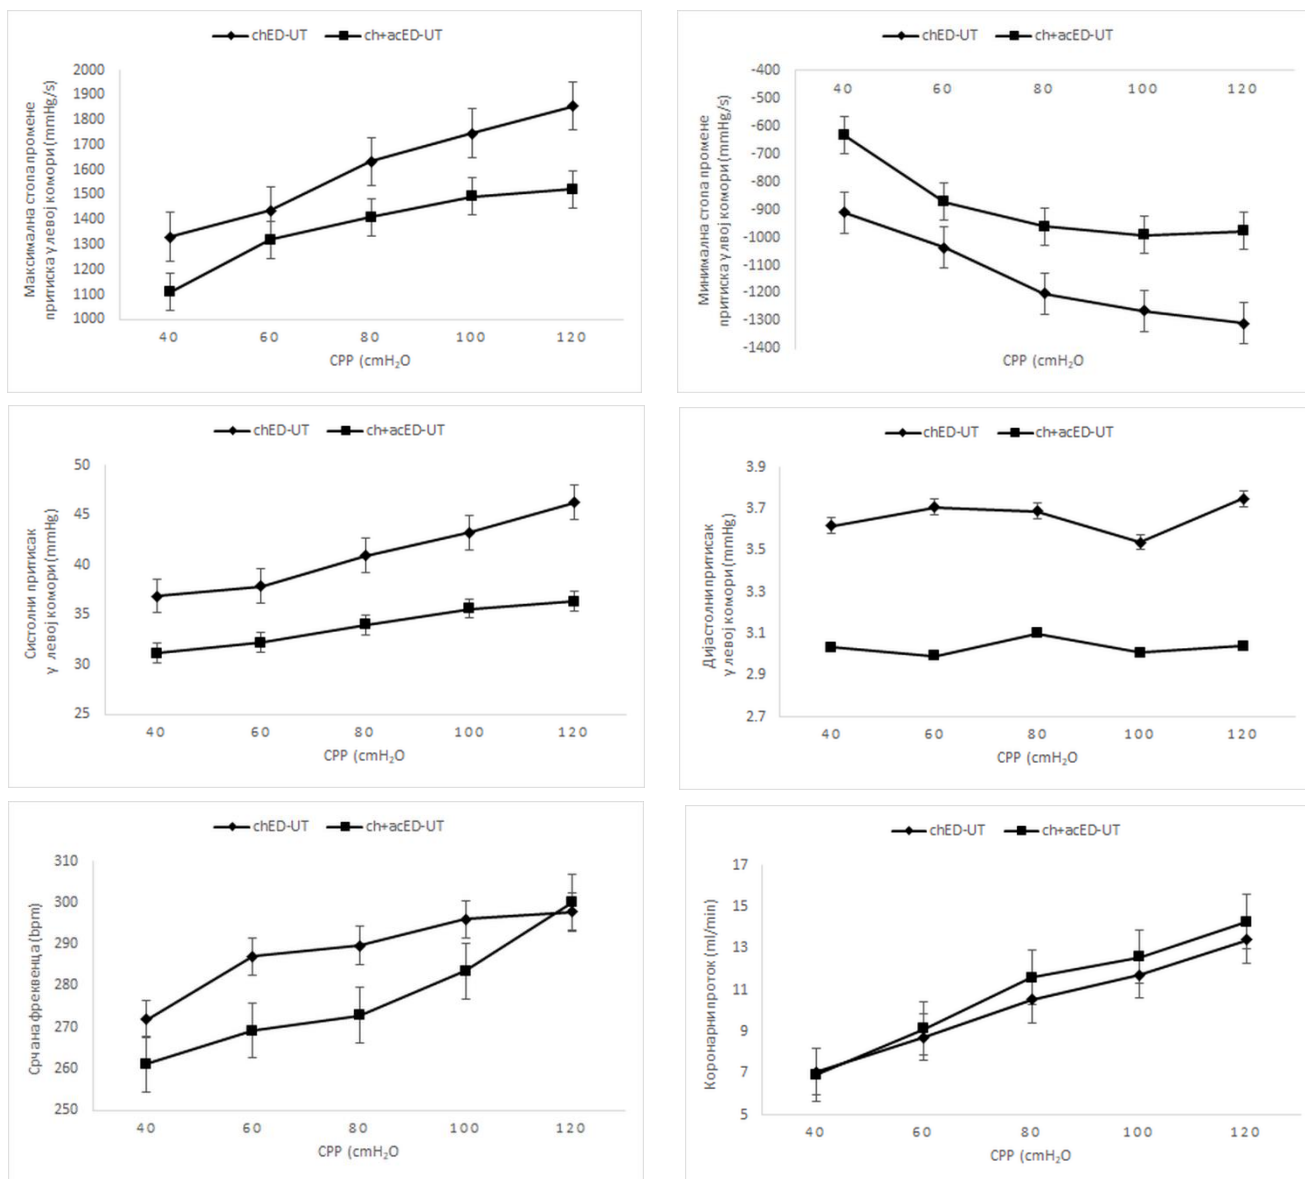 chED-UT ch+acED-UT
Максимална стопа промене
притиска у левој комори (mmHg/s)
2000
1900
1800
1700
1600
1500
1400
1300
1200
1100
1000
40 60 80 100 120
CPP (cmH₂O
chED-UT ch+acED-UT
Минимална стопа промене
притиска у лвој комори (mmHg/s)
-400
-500
-600
-700
-800
-900
-1000
-1100
-1200
-1300
-1400
40 60 80 100 120
CPP (cmH₂O
chED-UT ch+acED-UT
Систолни притисак
у левој комори (mmHg)
50
45
40
35
30
25
40 60 80 100 120
CPP (cmH₂O
chED-UT ch+acED-UT
Дијастолни притисак
у левој комори (mmHg)
3.9
3.7
3.5
3.3
3.1
2.9
2.7
40 60 80 100 120
CPP (cmH₂O
chED-UT ch+acED-UT
Срчана фреквенца (bpm)
310
300
290
280
270
260
250
40 60 80 100 120
CPP (cmH₂O
chED-UT ch+acED-UT
Коронарни проток (ml/min)
17
15
13
11
9
7
5
40 60 80 100 120
CPP (cmH₂O